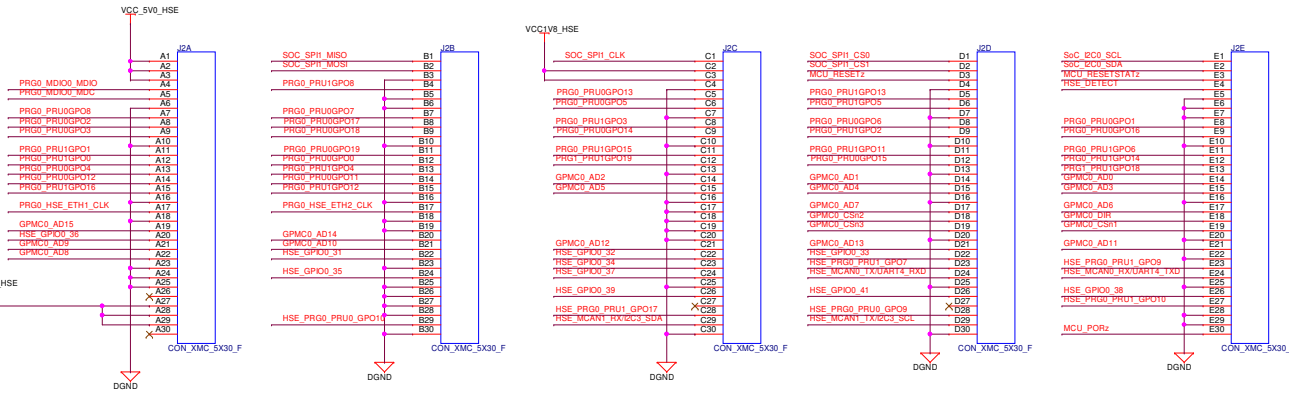 VCC_5V0_HSE
J2A
A1
A2
A3
PRG0_MDIO0_MDIO A4
PRG0_MDIO0_MDC A5
A6
PRG0_PRU0GPO8 A7
PRG0_PRU0GPO2 A8
PRG0_PRU0GPO3 A9
A10
PRG0_PRU1GPO1 A11
PRG0_PRU1GPO0 A12
PRG0_PRU0GPO4 A13
PRG0_PRU0GPO12 A14
PRG0_PRU1GPO16 A15
A16
PRG0_HSE_ETH1_CLK A17
A18
GPMC0_AD15 A19
HSE_GPIO0_36 A20
GPMC0_AD9 A21
GPMC0_AD8 A22
A23
A24
A25
A26
_HSE
A27
A28
A29
A30
CON_XMC_5X30_F
DGND
J2B
SOC_SPI1_MISO B1
SOC_SPI1_MOSI B2
B3
PRG0_PRU1GPO8 B4
B5
B6
PRG0_PRU0GPO7 B7
PRG0_PRU0GPO17 B8
PRG0_PRU0GPO18 B9
B10
PRG0_PRU0GPO19 B11
PRG0_PRU0GPO0 B12
PRG0_PRU1GPO4 B13
PRG0_PRU0GPO11 B14
PRG0_PRU1GPO12 B15
B16
PRG0_HSE_ETH2_CLK B17
B18
B19
GPMC0_AD14 B20
GPMC0_AD10 B21
HSE_GPIO0_31 B22
B23
HSE_GPIO0_35 B24
B25
B26
B27
B28
HSE_PRG0_PRU0_GPO10 B29
B30
CON_XMC_5X30_F
DGND
VCC1V8_HSE
J2C
SOC_SPI1_CLK C1
C2
C3
C4
PRG0_PRU0GPO10 C5
PRG0_PRU0GPO5 C6
C7
PRG0_PRU1GPO3 C8
PRG0_PRU0GPO14 C9
C10
PRG0_PRU1GPO15 C11
PRG1_PRU1GPO19 C12
C13
GPMC0_AD2 C14
GPMC0_AD5 C15
C16
C17
C18
C19
C20
GPMC0_AD12 C21
HSE_GPIO0_32 C22
HSE_GPIO0_34 C23
HSE_GPIO0_37 C24
C25
HSE_GPIO0_39 C26
C27
HSE_PRG0_PRU1_GPO17 C28
HSE_MCAN1_RX/I2C3_SDA C29
C30
CON_XMC_5X30_F
DGND
J2D
SOC_SPI1_CS0 D1
SOC_SPI1_CS1 D2
MCU_RESETz D3
D4
PRG0_PRU1GPO13 D5
PRG0_PRU1GPO5 D6
D7
PRG0_PRU0GPO6 D8
PRG0_PRU1GPO2 D9
D10
PRG0_PRU1GPO11 D11
PRG0_PRU0GPO15 D12
D13
GPMC0_AD1 D14
GPMC0_AD4 D15
D16
GPMC0_AD7 D17
GPMC0_CSn2 D18
GPMC0_CSn3 D19
D20
GPMC0_AD13 D21
HSE_GPIO0_33 D22
HSE_PRG0_PRU1_GPO7 D23
HSE_MCAN0_TX/UART4_RXD D24
D25
HSE_GPIO0_41 D26
D27
HSE_PRG0_PRU0_GPO9 D28
HSE_MCAN1_TX/I2C3_SCL D29
D30
CON_XMC_5X30_F
DGND
J2E
SoC_I2C0_SCL E1
SoC_I2C0_SDA E2
MCU_RESETSTATz E3
HSE_DETECT E4
E5
E6
E7
PRG0_PRU0GPO1 E8
PRG0_PRU0GPO16 E9
E10
PRG0_PRU1GPO6 E11
PRG0_PRU1GPO14 E12
PRG1_PRU1GPO18 E13
GPMC0_AD0 E14
GPMC0_AD3 E15
E16
GPMC0_AD6 E17
GPMC0_DIR E18
GPMC0_CSn1 E19
E20
GPMC0_AD11 E21
E22
HSE_PRG0_PRU1_GPO9 E23
HSE_MCAN0_RX/UART4_TXD E24
E25
HSE_GPIO0_38 E26
HSE_PRG0_PRU1_GPO10 E27
E28
E29
MCU_PORz E30
CON_XMC_5X30_
DGND